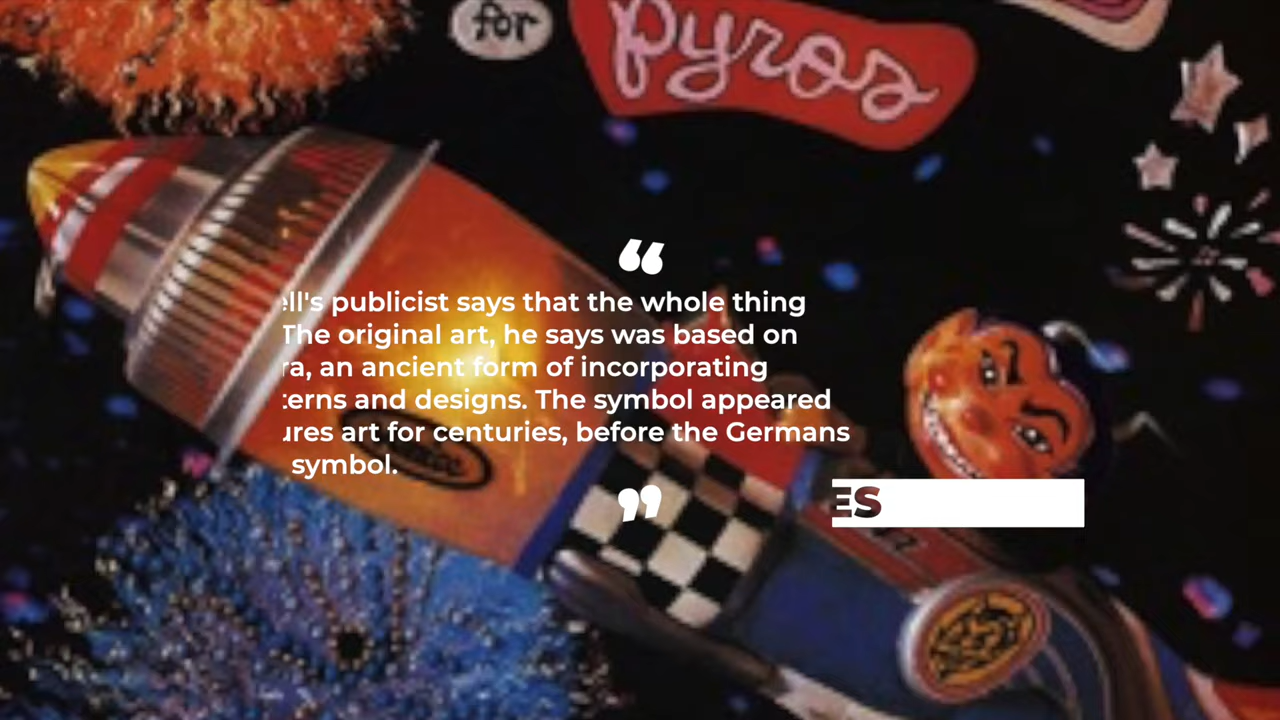 for
Pyros
“
ell's publicist says that the whole thing
The original art, he says was based on
ra, an ancient form of incorporating
terns and designs. The symbol appeared
ures art for centuries, before the Germans
symbol.
”
ES